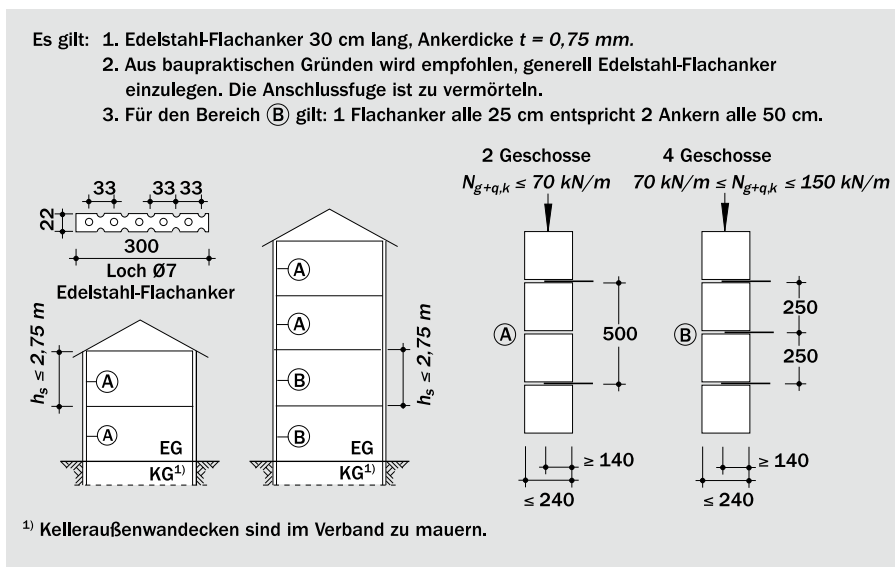 Es gilt: 1. Edelstahl-Flachanker 30 cm lang, Ankerdicke t = 0,75 mm.
2. Aus baupraktischen Gründen wird empfohlen, generell Edelstahl-Flachanker
einzulegen. Die Anschlussfuge ist zu vermörteln.
3. Für den Bereich Ⓑ gilt: 1 Flachanker alle 25 cm entspricht 2 Ankern alle 50 cm.
2 Geschosse
N_g+q,k ≤ 70 kN/m
4 Geschosse
70 kN/m ≤ N_g+q,k ≤ 150 kN/m
33 33 33
22
300
Loch Ø7
Edelstahl-Flachanker
h_s ≤ 2,75 m
Ⓐ
Ⓐ
EG
KG¹⁾
Ⓐ
Ⓐ
Ⓑ
Ⓑ
EG
KG¹⁾
h_s ≤ 2,75 m
Ⓐ
500
≥ 140
≤ 240
Ⓑ
250
250
≥ 140
≤ 240
¹⁾ Kelleraußenwandecken sind im Verband zu mauern.